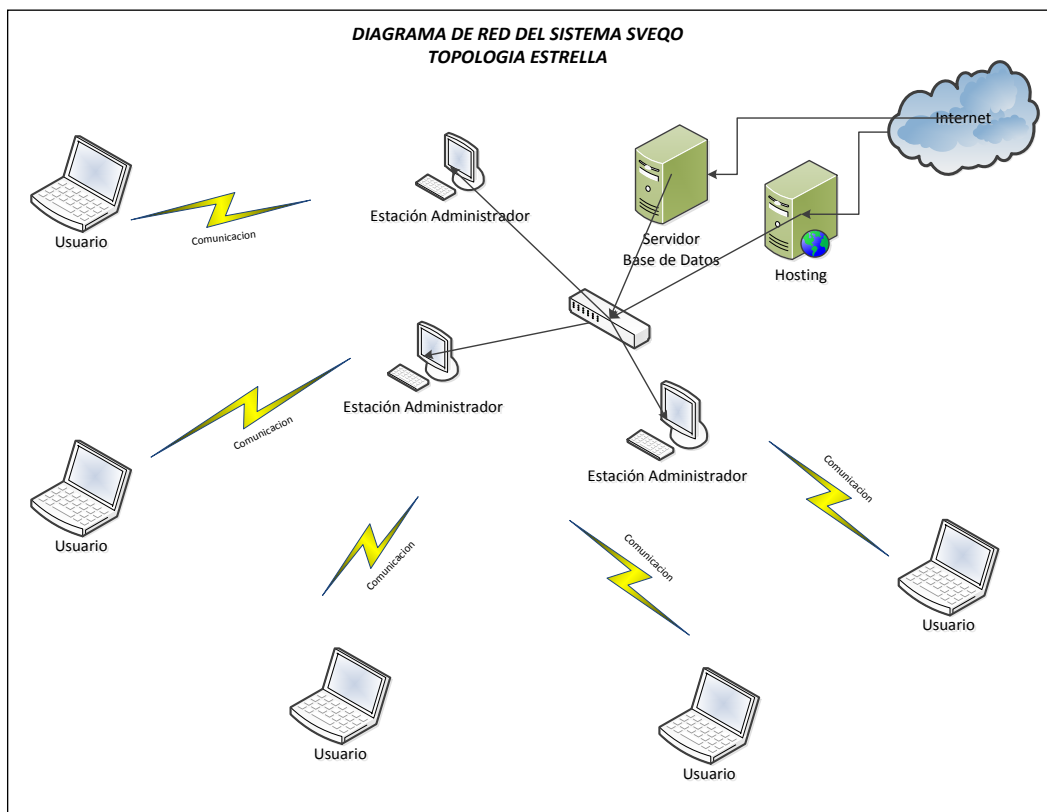 DIAGRAMA DE RED DEL SISTEMA SVEQO
TOPOLOGIA ESTRELLA
Internet
Estación Administrador
Usuario
Comunicacion
Servidor
Base de Datos
Hosting
Estación Administrador
Comunicacion
Estación Administrador
Usuario
Comunicacion
Comunicacion
Comunicacion
Usuario
Usuario
Usuario